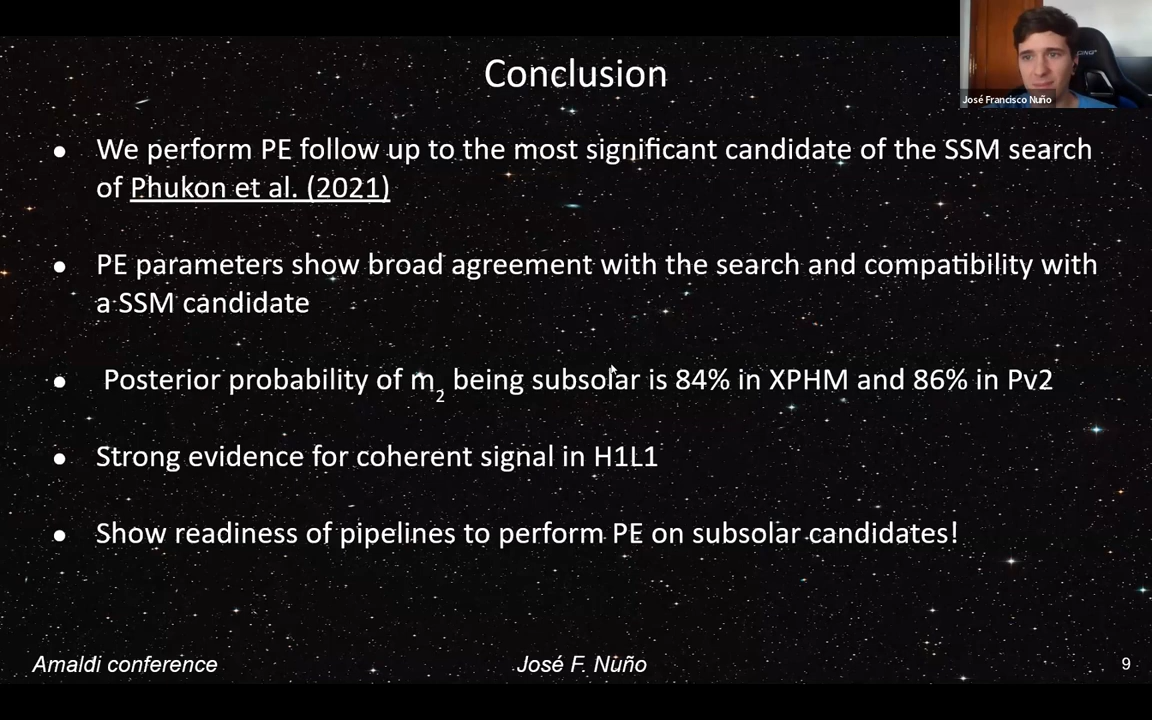 Conclusion
José Francisco Nuño
● We perform PE follow up to the most significant candidate of the SSM search
of Phukon et al. (2021)
● PE parameters show broad agreement with the search and compatibility with
a SSM candidate
● Posterior probability of m₂ being subsolar is 84% in XPHM and 86% in Pv2
● Strong evidence for coherent signal in H1L1
● Show readiness of pipelines to perform PE on subsolar candidates!
Amaldi conference
José F. Nuño
9